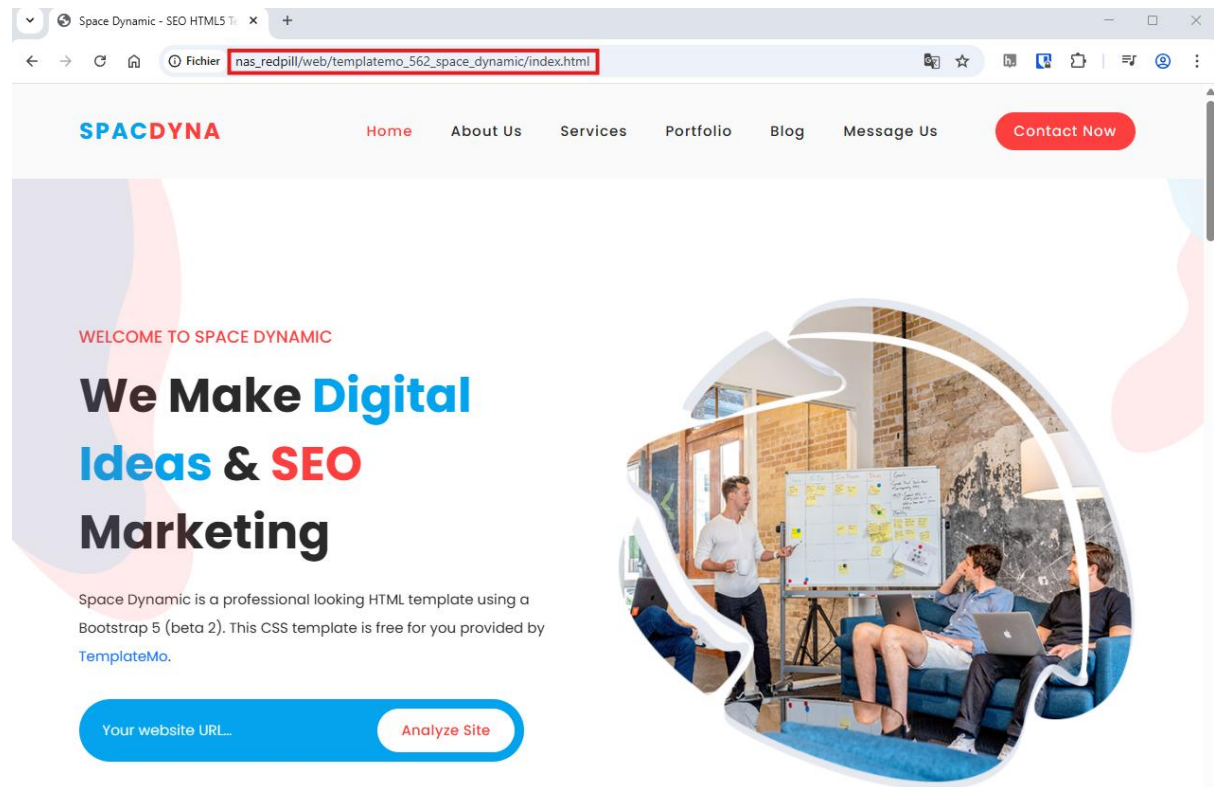 Space Dynamic - SEO HTML5 Te
Fichier nas_redpill/web/templatemo_562_space_dynamic/index.html
SPACDYNA
Home About Us Services Portfolio Blog Message Us Contact Now
WELCOME TO SPACE DYNAMIC
We Make Digital
Ideas & SEO
Marketing
Space Dynamic is a professional looking HTML template using a
Bootstrap 5 (beta 2). This CSS template is free for you provided by
TemplateMo.
Your website URL... Analyze Site